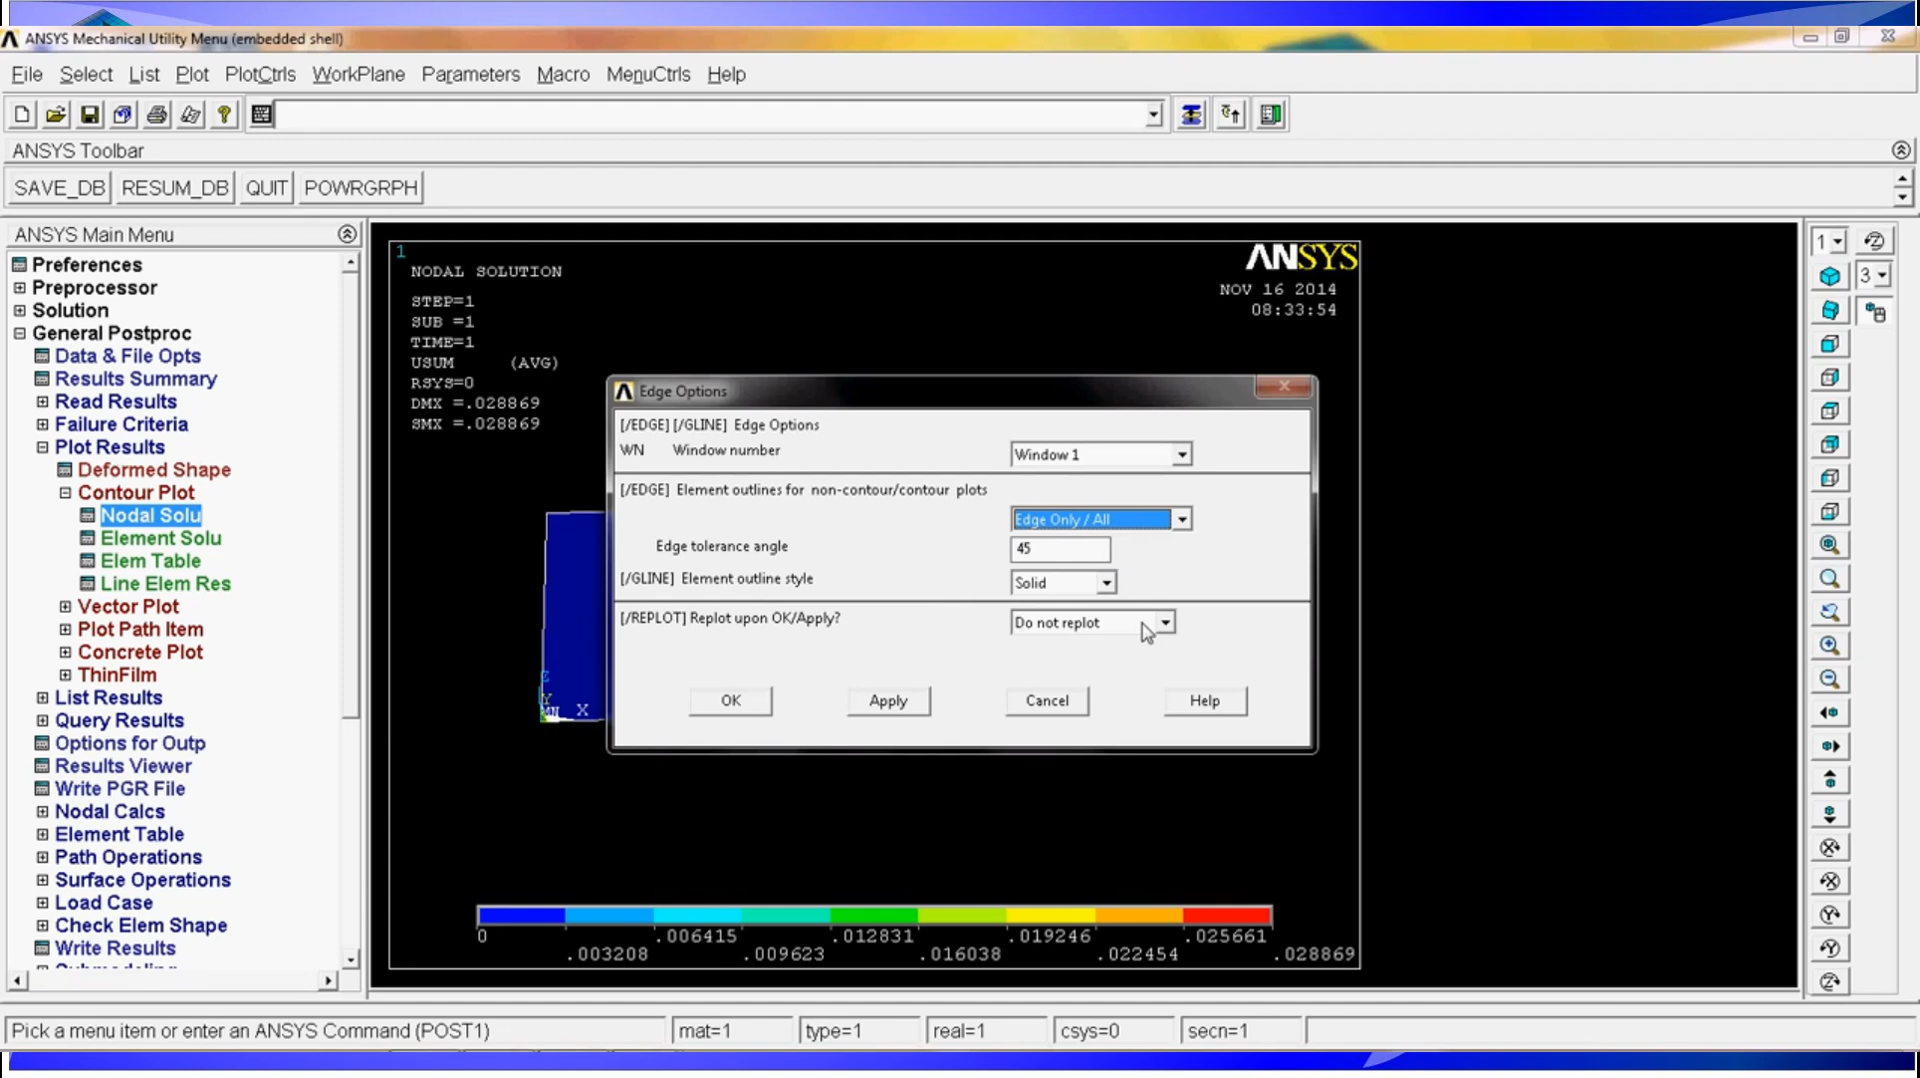 ANSYS Mechanical Utility Menu (embedded shell)
File Select List Plot PlotCtrls WorkPlane Parameters Macro MenuCtrls Help
ANSYS Toolbar
SAVE_DB RESUM_DB QUIT POWRGRPH
ANSYS Main Menu
Preferences
Preprocessor
Solution
General Postproc
Data & File Opts
Results Summary
Read Results
Failure Criteria
Plot Results
Deformed Shape
Contour Plot
Nodal Solu
Element Solu
Elem Table
Line Elem Res
Vector Plot
Plot Path Item
Concrete Plot
ThinFilm
List Results
Query Results
Options for Outp
Results Viewer
Write PGR File
Nodal Calcs
Element Table
Path Operations
Surface Operations
Load Case
Check Elem Shape
Write Results
1
NODAL SOLUTION
STEP=1
SUB =1
TIME=1
USUM (AVG)
RSYS=0
DMX =.028869
SMX =.028869
ANSYS
NOV 16 2014
08:33:54
Edge Options
[/EDGE] [/GLINE] Edge Options
WN Window number Window 1
[/EDGE] Element outlines for non-contour/contour plots
Edge Only / All
Edge tolerance angle 45
[/GLINE] Element outline style Solid
[/REPLOT] Replot upon OK/Apply? Do not replot
OK Apply Cancel Help
Z
Y
MN X
0 .006415 .012831 .019246 .025661
.003208 .009623 .016038 .022454 .028869
1
3
Pick a menu item or enter an ANSYS Command (POST1) mat=1 type=1 real=1 csys=0 secn=1